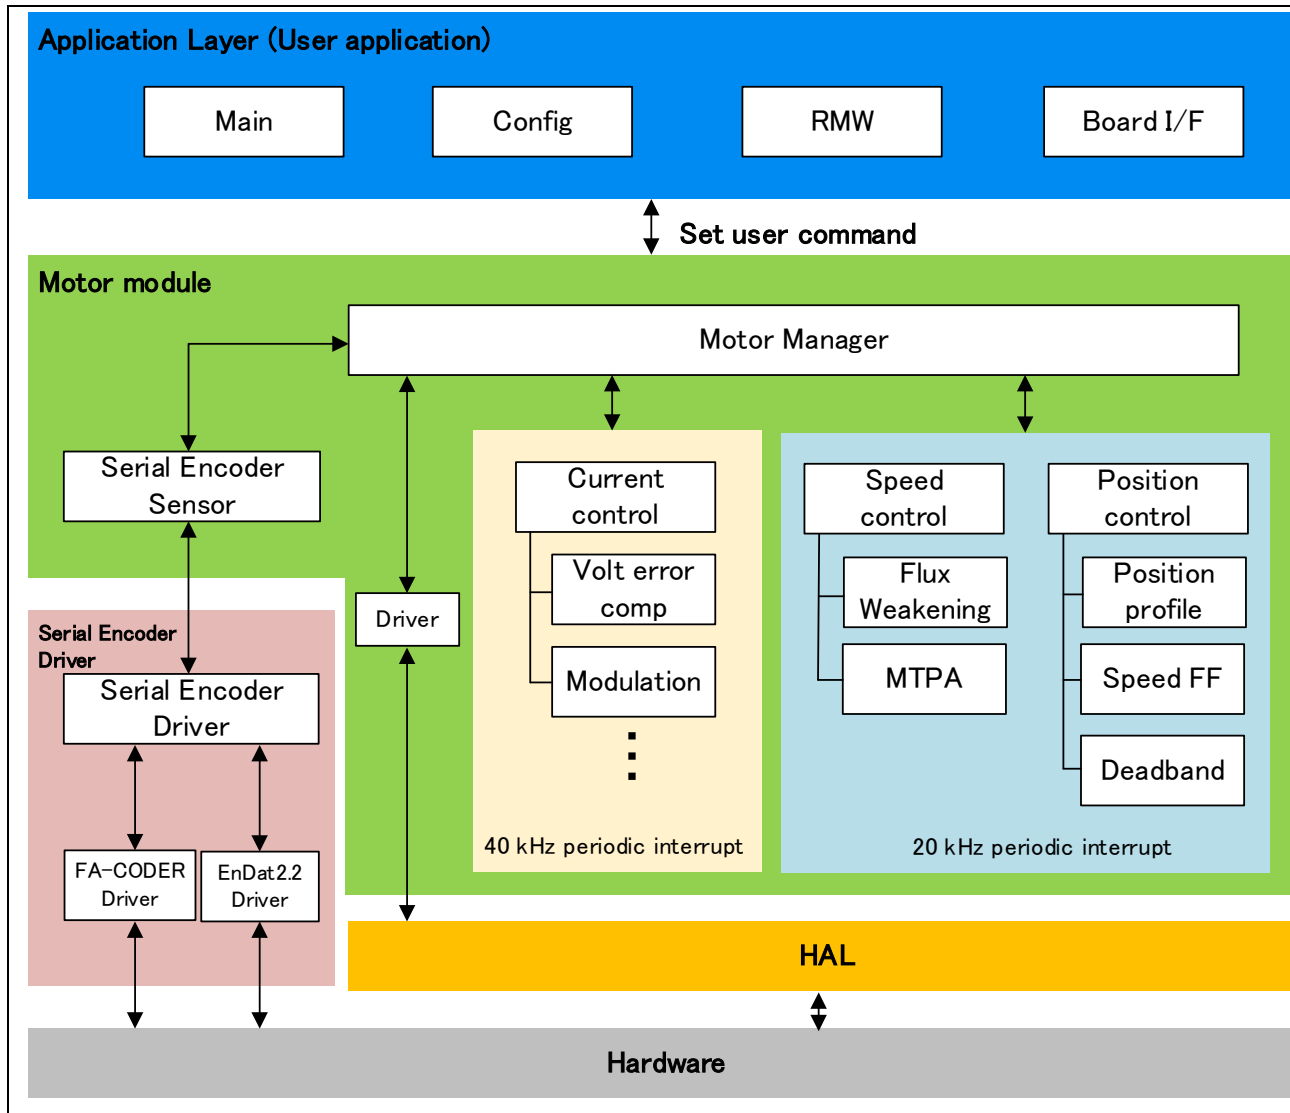 Application Layer (User application)
Main
Config
RMW
Board I/F
Set user command
Motor module
Motor Manager
Serial Encoder
Sensor
Current
control
Volt error
comp
Modulation
40 kHz periodic interrupt
Speed
control
Flux
Weakening
MTPA
Position
control
Position
profile
Speed FF
Deadband
20 kHz periodic interrupt
Driver
Serial Encoder
Driver
Serial Encoder
Driver
FA-CODER
Driver
EnDat2.2
Driver
HAL
Hardware